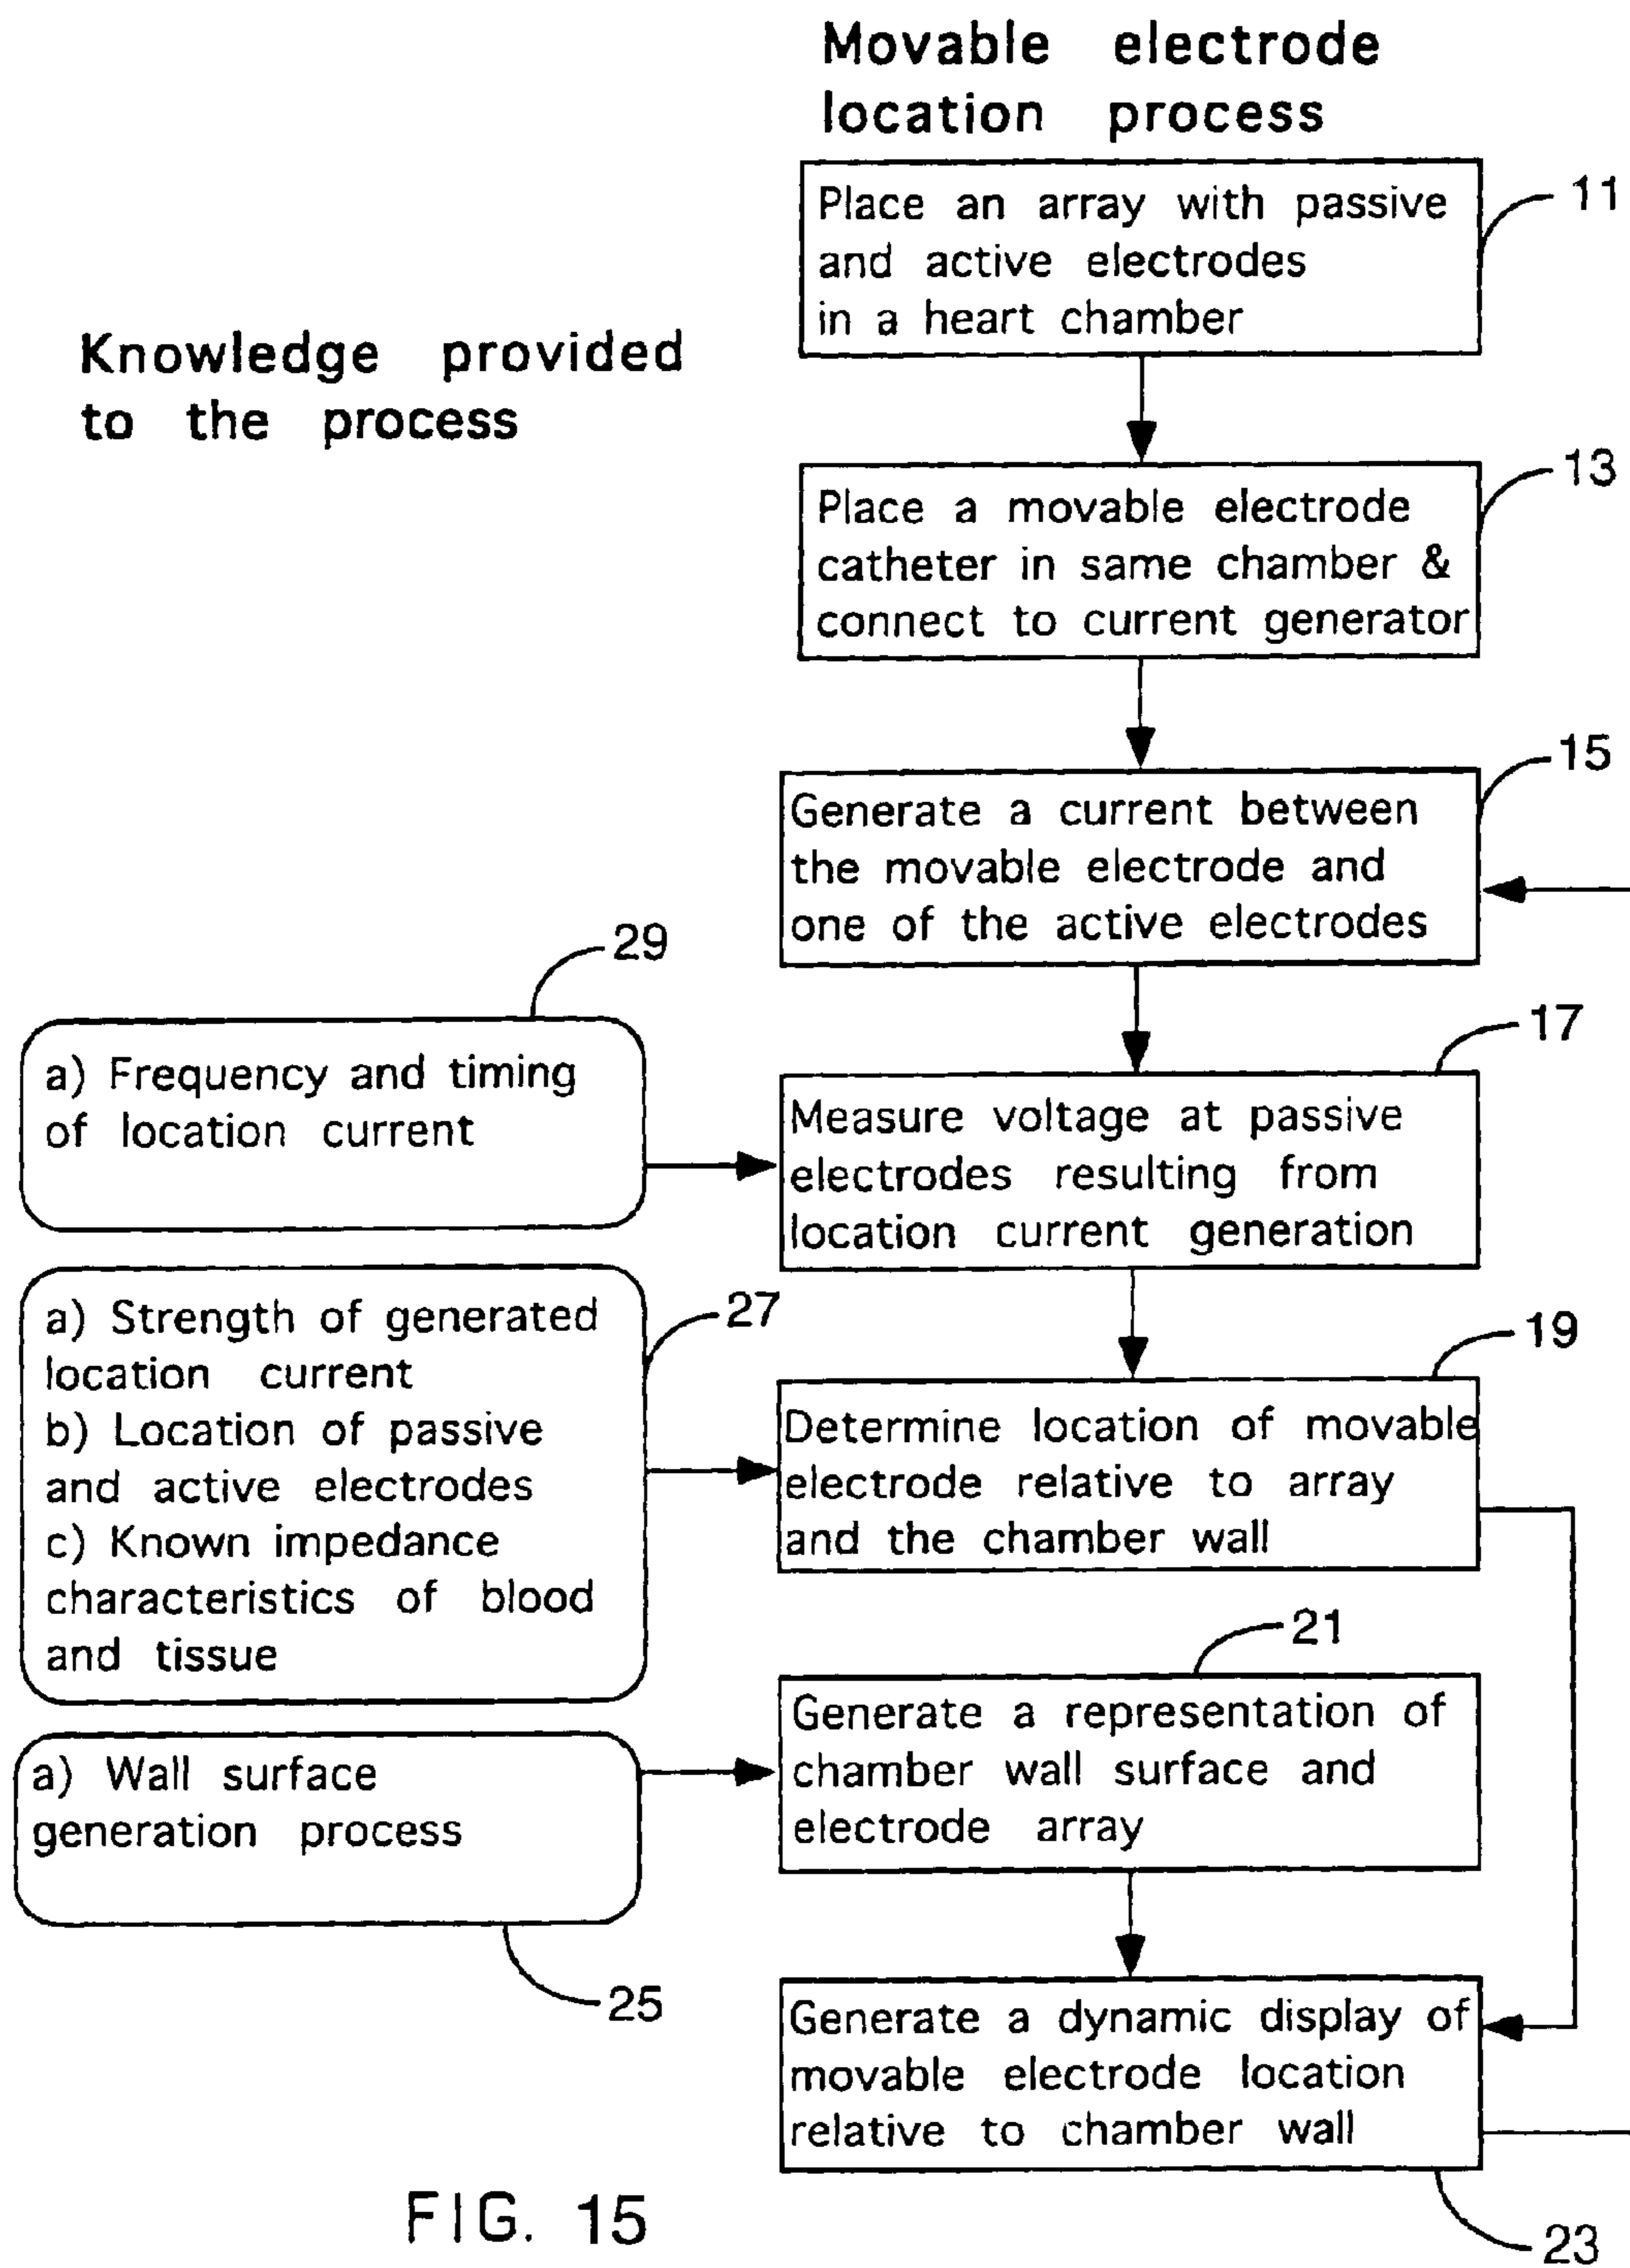 Movable electrode
location process
Place an array with passive
and active electrodes
in a heart chamber
11
Knowledge provided
to the process
Place a movable electrode
catheter in same chamber &
connect to current generator
13
Generate a current between
the movable electrode and
one of the active electrodes
15
29
a) Frequency and timing
of location current
Measure voltage at passive
electrodes resulting from
location current generation
17
a) Strength of generated
location current
b) Location of passive
and active electrodes
c) Known impedance
characteristics of blood
and tissue
27
Determine location of movable
electrode relative to array
and the chamber wall
19
a) Wall surface
generation process
25
Generate a representation of
chamber wall surface and
electrode array
21
Generate a dynamic display of
movable electrode location
relative to chamber wall
23
FIG. 15